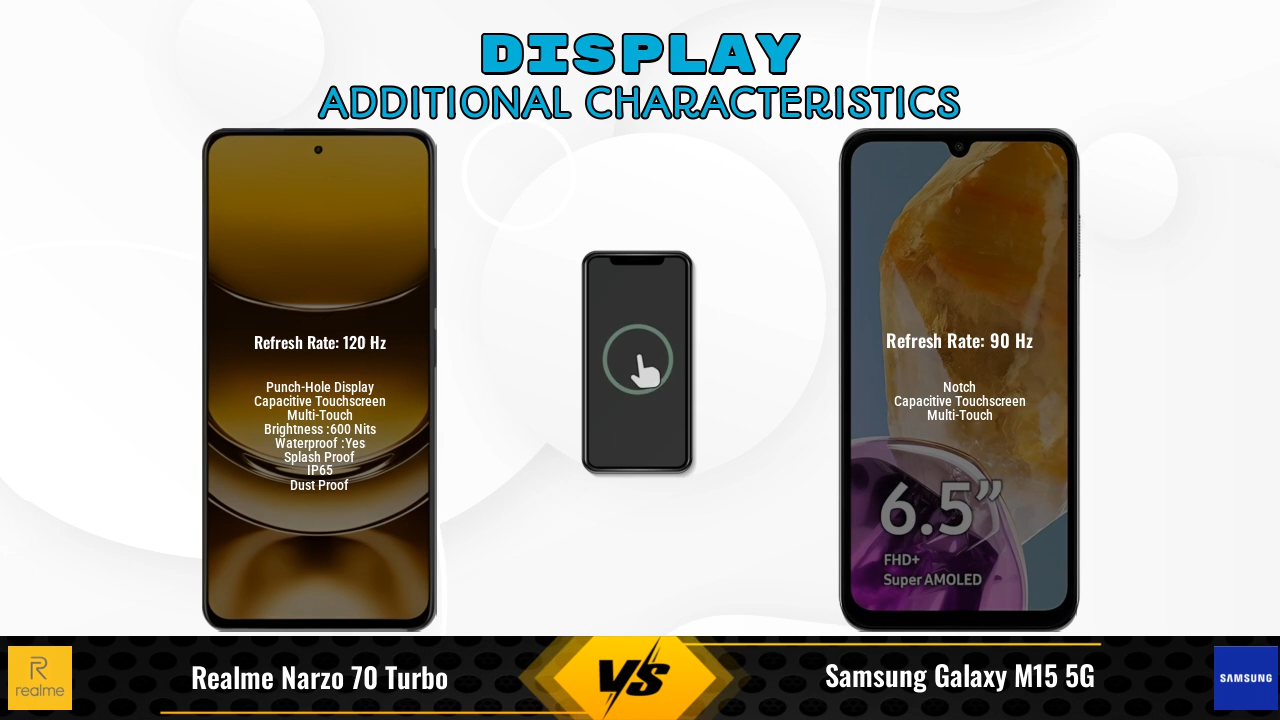 DISPLAY
ADDITIONAL CHARACTERISTICS
Refresh Rate: 120 Hz
Punch-Hole Display
Capacitive Touchscreen
Multi-Touch
Brightness :600 Nits
Waterproof :Yes
Splash Proof
IP65
Dust Proof
Refresh Rate: 90 Hz
Notch
Capacitive Touchscreen
Multi-Touch
6.5”
FHD+
Super AMOLED
R
realme
Realme Narzo 70 Turbo
VS
Samsung Galaxy M15 5G
SAMSUNG